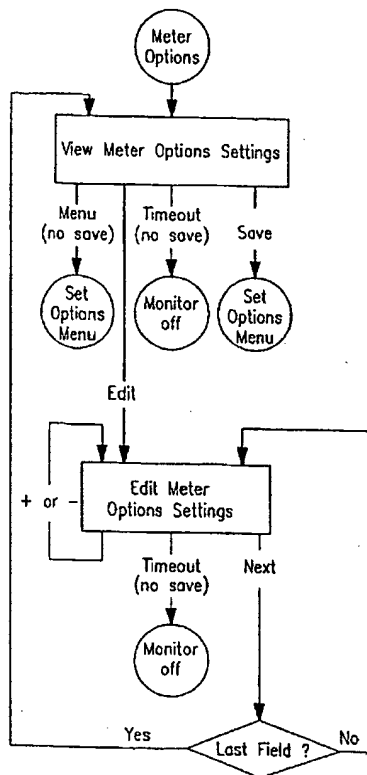 Meter
Options
View Meter Options Settings
Menu
(no save)
Timeout
(no save)
Save
Set
Options
Menu
Monitor
off
Set
Options
Menu
Edit
+ or -
Edit Meter
Options Settings
Timeout
(no save)
Next
Monitor
off
Yes
Last Field ?
No